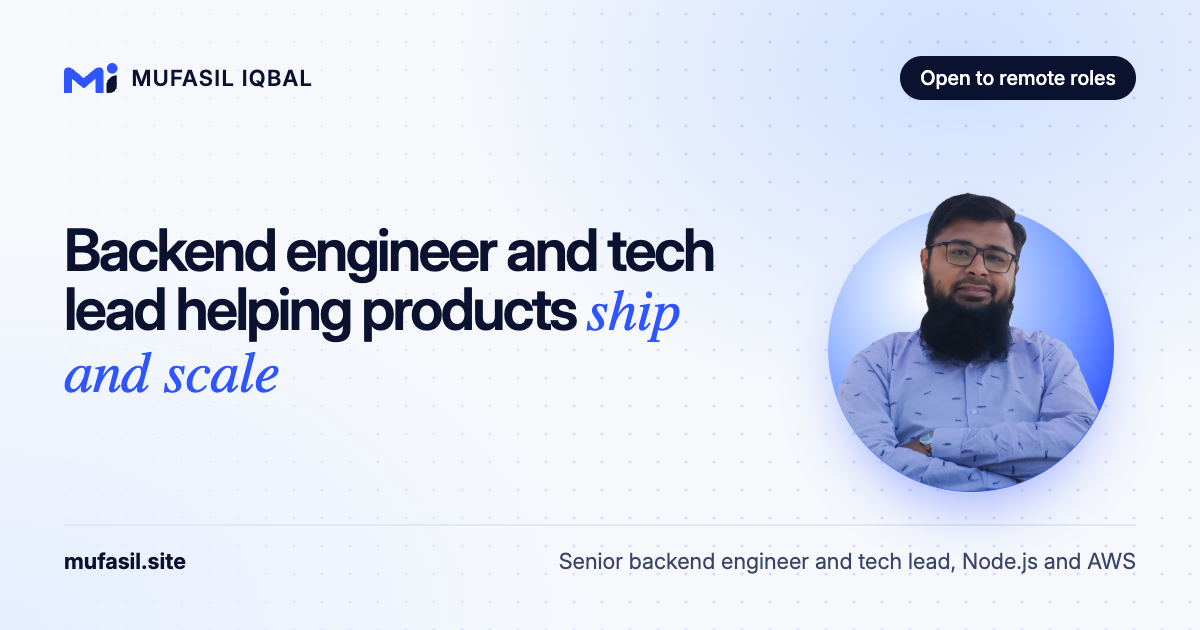 MUFASIL IQBAL
Open to remote roles
Backend engineer and tech
lead helping products ship
and scale
mufasil.site
Senior backend engineer and tech lead, Node.js and AWS